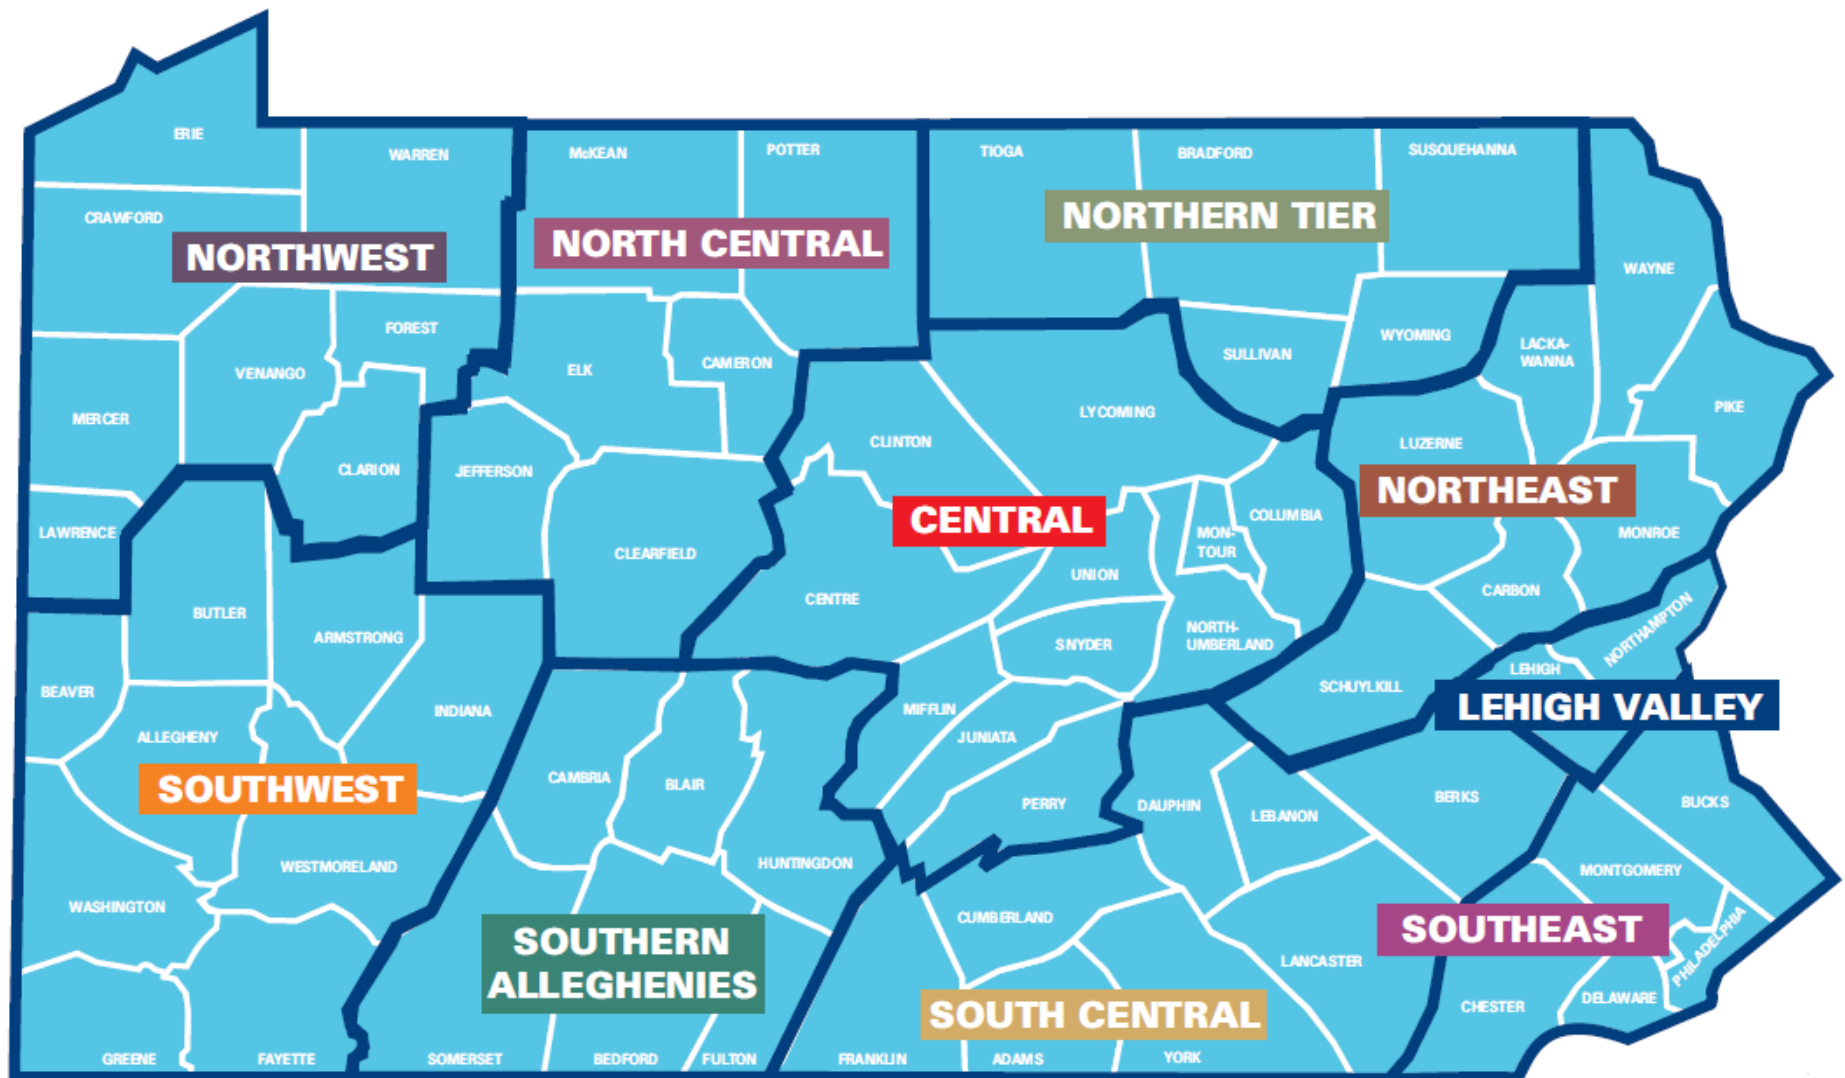 ERIE
WARREN
McKEAN
POTTER
TIOGA
BRADFORD
SUSQUEHANNA
CRAWFORD
NORTHWEST
NORTH CENTRAL
NORTHERN TIER
WAYNE
FOREST
VENANGO
ELK
CAMERON
SULLIVAN
WYOMING
LACKA-
WANNA
MERCER
CLARION
JEFFERSON
CLINTON
LYCOMING
LUZERNE
PIKE
NORTHEAST
LAWRENCE
CLEARFIELD
CENTRAL
MON-
TOUR
COLUMBIA
MONROE
BUTLER
ARMSTRONG
CENTRE
UNION
CARBON
SNYDER
NORTH-
UMBERLAND
NORTHAMPTON
LEHIGH
BEAVER
INDIANA
MIFFLIN
SCHUYLKILL
LEHIGH VALLEY
ALLEGHENY
JUNIATA
SOUTHWEST
CAMBRIA
BLAIR
PERRY
DAUPHIN
LEBANON
BERKS
BUCKS
WESTMORELAND
HUNTINGDON
MONTGOMERY
WASHINGTON
CUMBERLAND
SOUTHEAST
PHILADELPHIA
SOUTHERN
ALLEGHENIES
LANCASTER
SOUTH CENTRAL
CHESTER
DELAWARE
GREENE
FAYETTE
SOMERSET
BEDFORD
FULTON
FRANKLIN
ADAMS
YORK